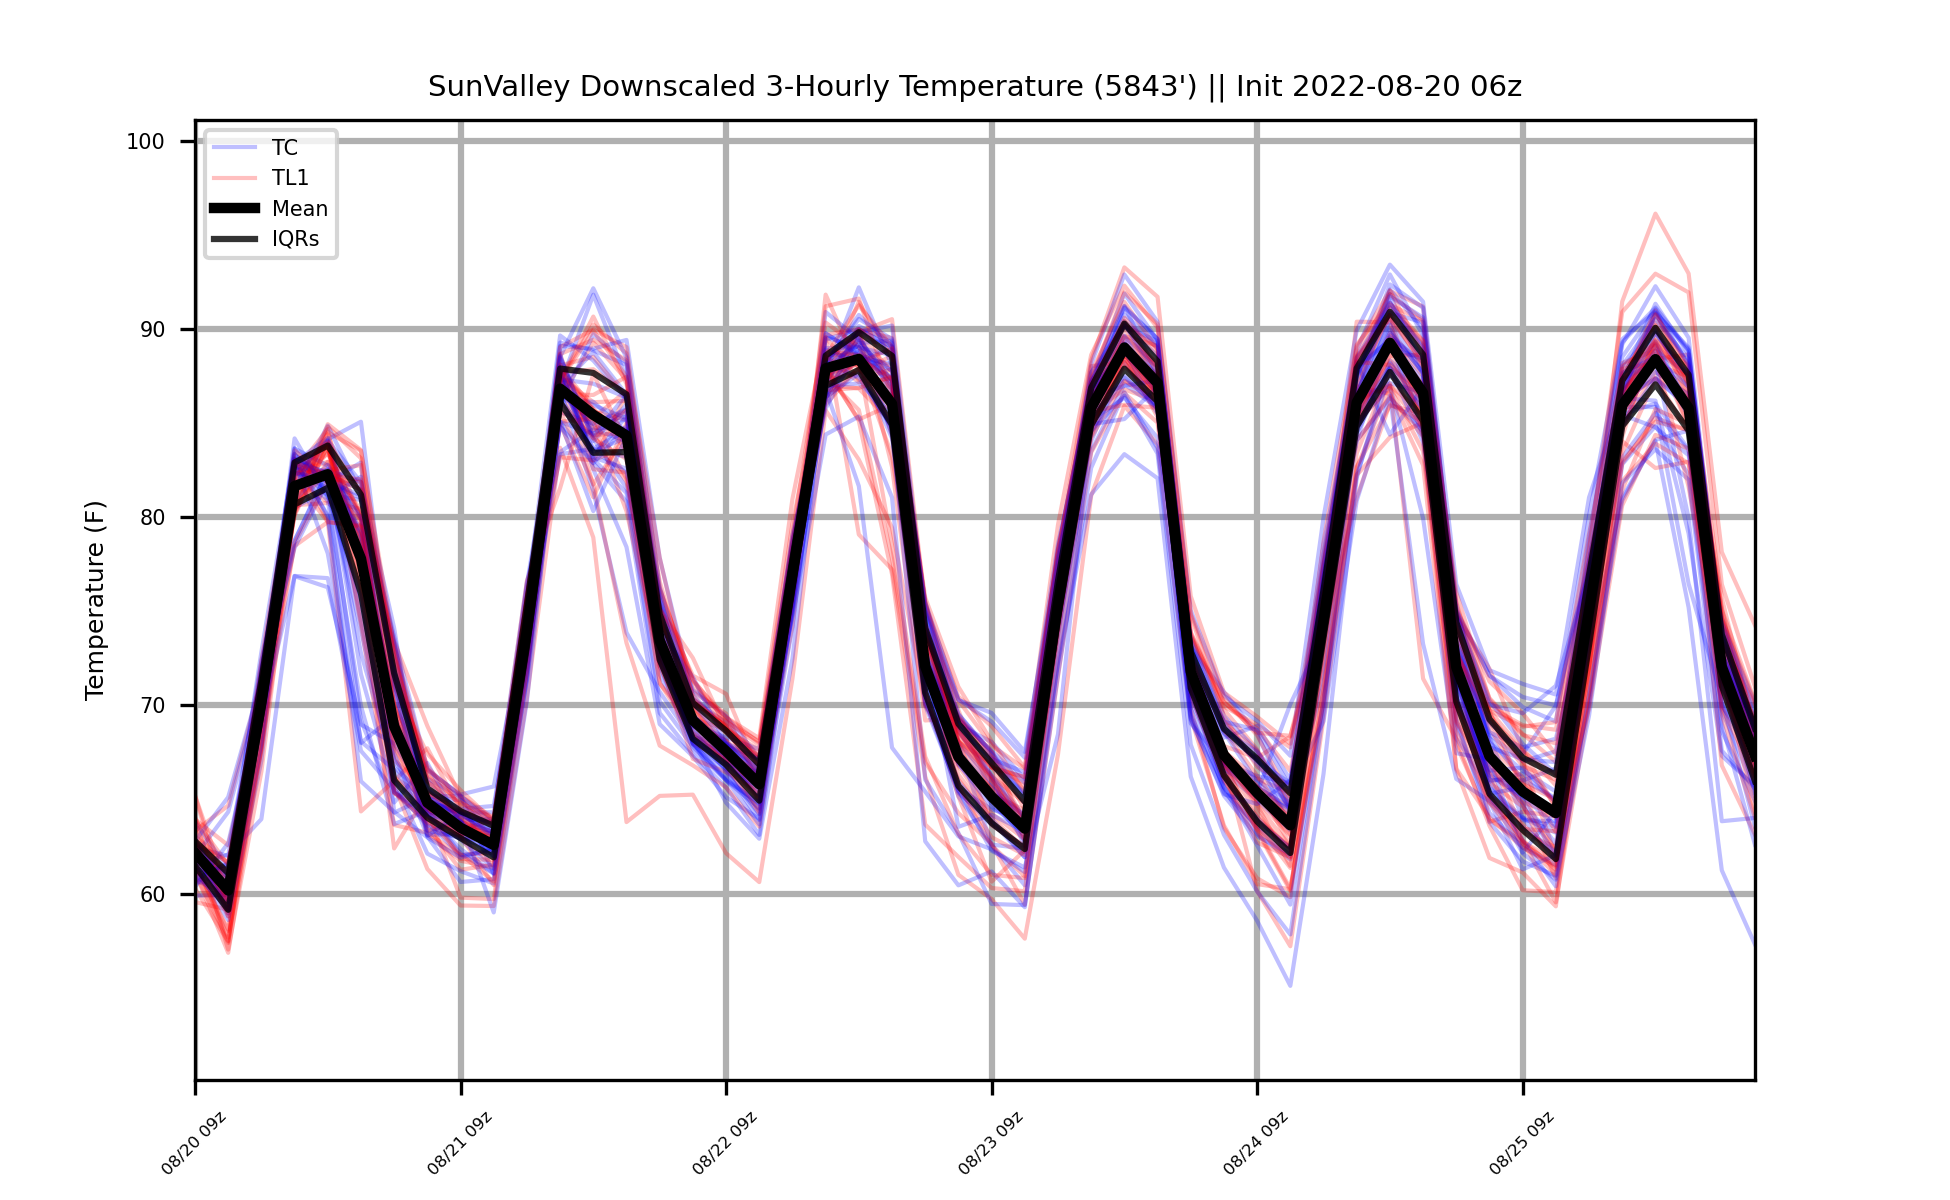 SunValley Downscaled 3-Hourly Temperature (5843') || Init 2022-08-20 06z
TC
TL1
Mean
IQRs
Temperature (F)
100
90
80
70
60
08/20 09z
08/21 09z
08/22 09z
08/23 09z
08/24 09z
08/25 09z